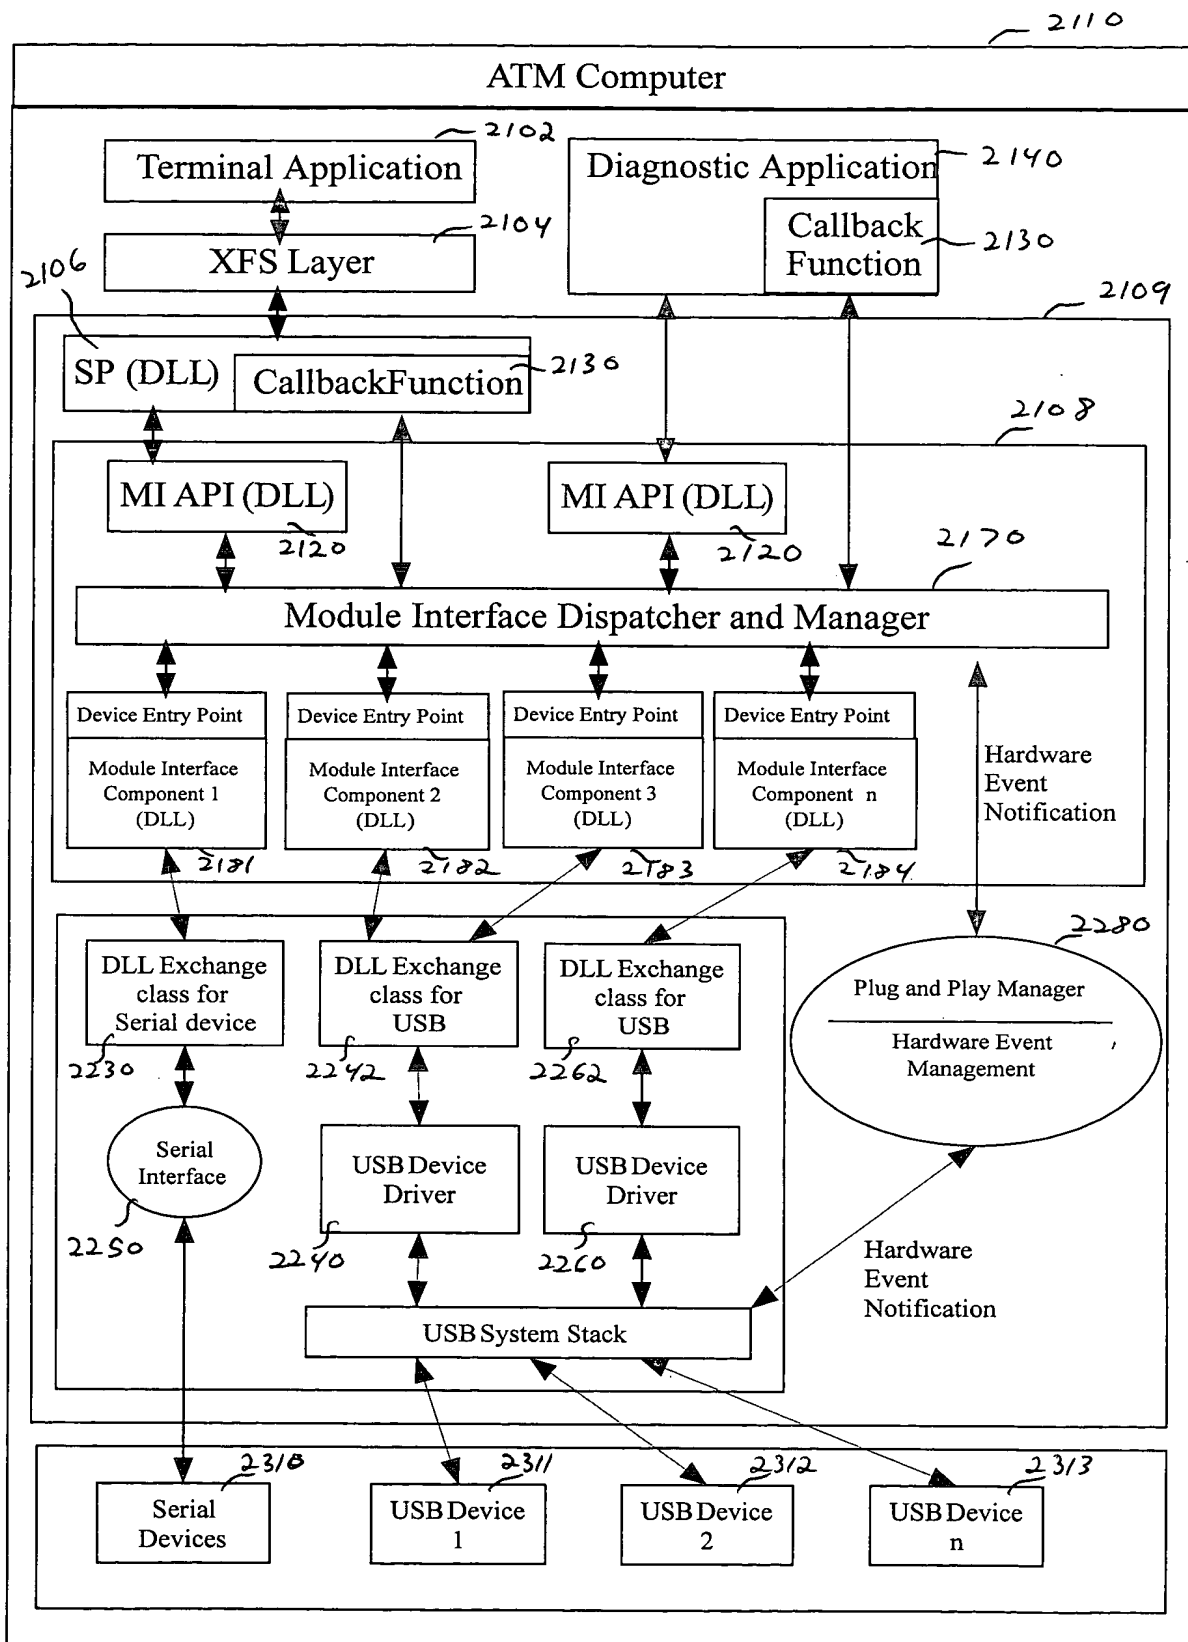 2110
ATM Computer
2102
Terminal Application
2140
Diagnostic Application
2104
XFS Layer
Callback
Function
2130
2106
2109
SP (DLL)
CallbackFunction
2130
2108
MI API (DLL)
2120
MI API (DLL)
2120
2170
Module Interface Dispatcher and Manager
Device Entry Point
Device Entry Point
Device Entry Point
Device Entry Point
Module Interface
Component 1
(DLL)
2181
Module Interface
Component 2
(DLL)
2182
Module Interface
Component 3
(DLL)
2183
Module Interface
Component n
(DLL)
2184
Hardware
Event
Notification
2280
DLL Exchange
class for
Serial device
2230
DLL Exchange
class for
USB
2242
DLL Exchange
class for
USB
2262
Plug and Play Manager
Hardware Event
Management
Serial
Interface
2250
USB Device
Driver
2240
USB Device
Driver
2260
Hardware
Event
Notification
USB System Stack
2310
Serial
Devices
2311
USB Device
1
2312
USB Device
2
2313
USB Device
n